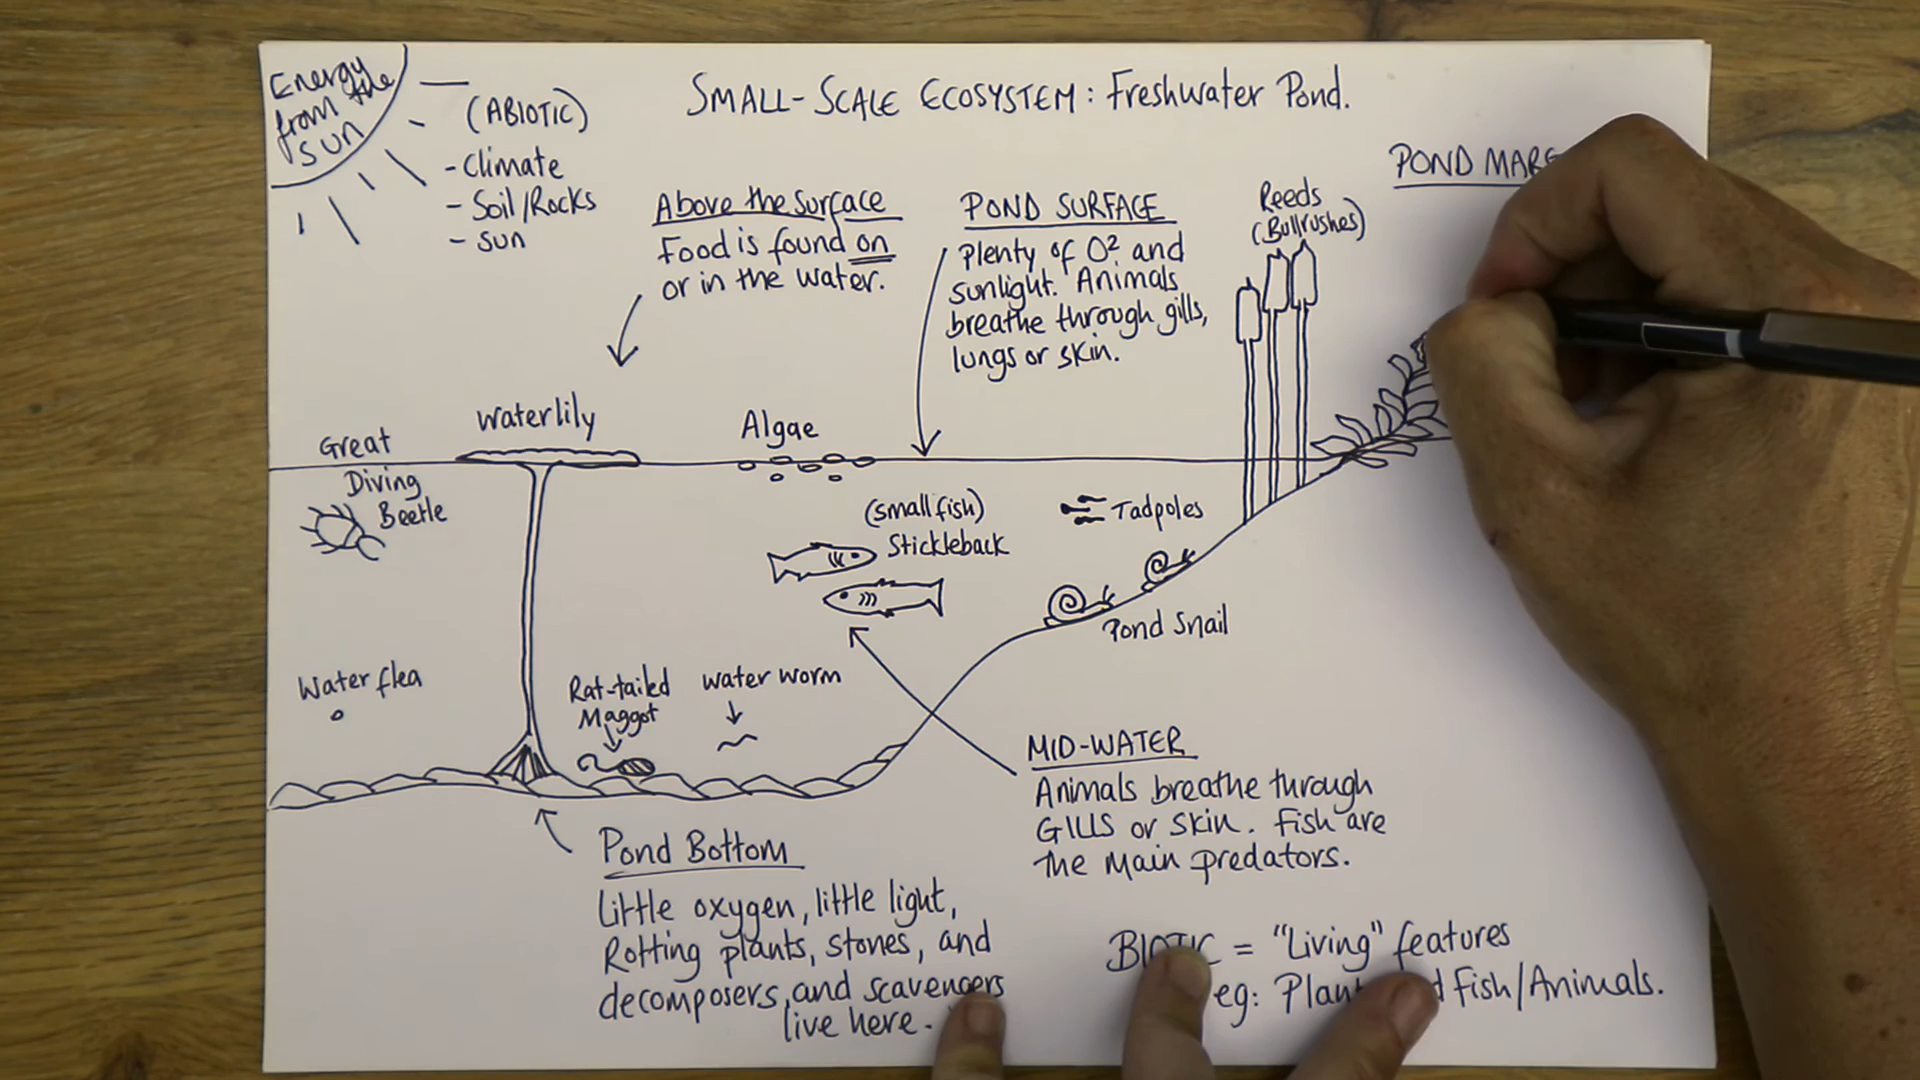 Energy
from the
sun
(ABIOTIC)
- Climate
- Soil/Rocks
- sun
SMALL-SCALE ECOSYSTEM: Freshwater Pond.
Above the surface
Food is found on
or in the water.
POND SURFACE
Plenty of O² and
sunlight. Animals
breathe through gills,
lungs or skin.
Reeds
(Bullrushes)
POND
Great
Diving
Beetle
waterlily
Algae
(small fish)
Stickleback
Tadpoles
Pond Snail
Water flea
Rat-tailed
Maggot
water worm
MID-WATER
Animals breathe through
GILLS or skin. Fish are
the main predators.
Pond Bottom
Little oxygen, little light,
Rotting plants, stones, and
decomposers, and scavengers
live here.
BIOTIC = "Living" features
eg: Fish/Animals.